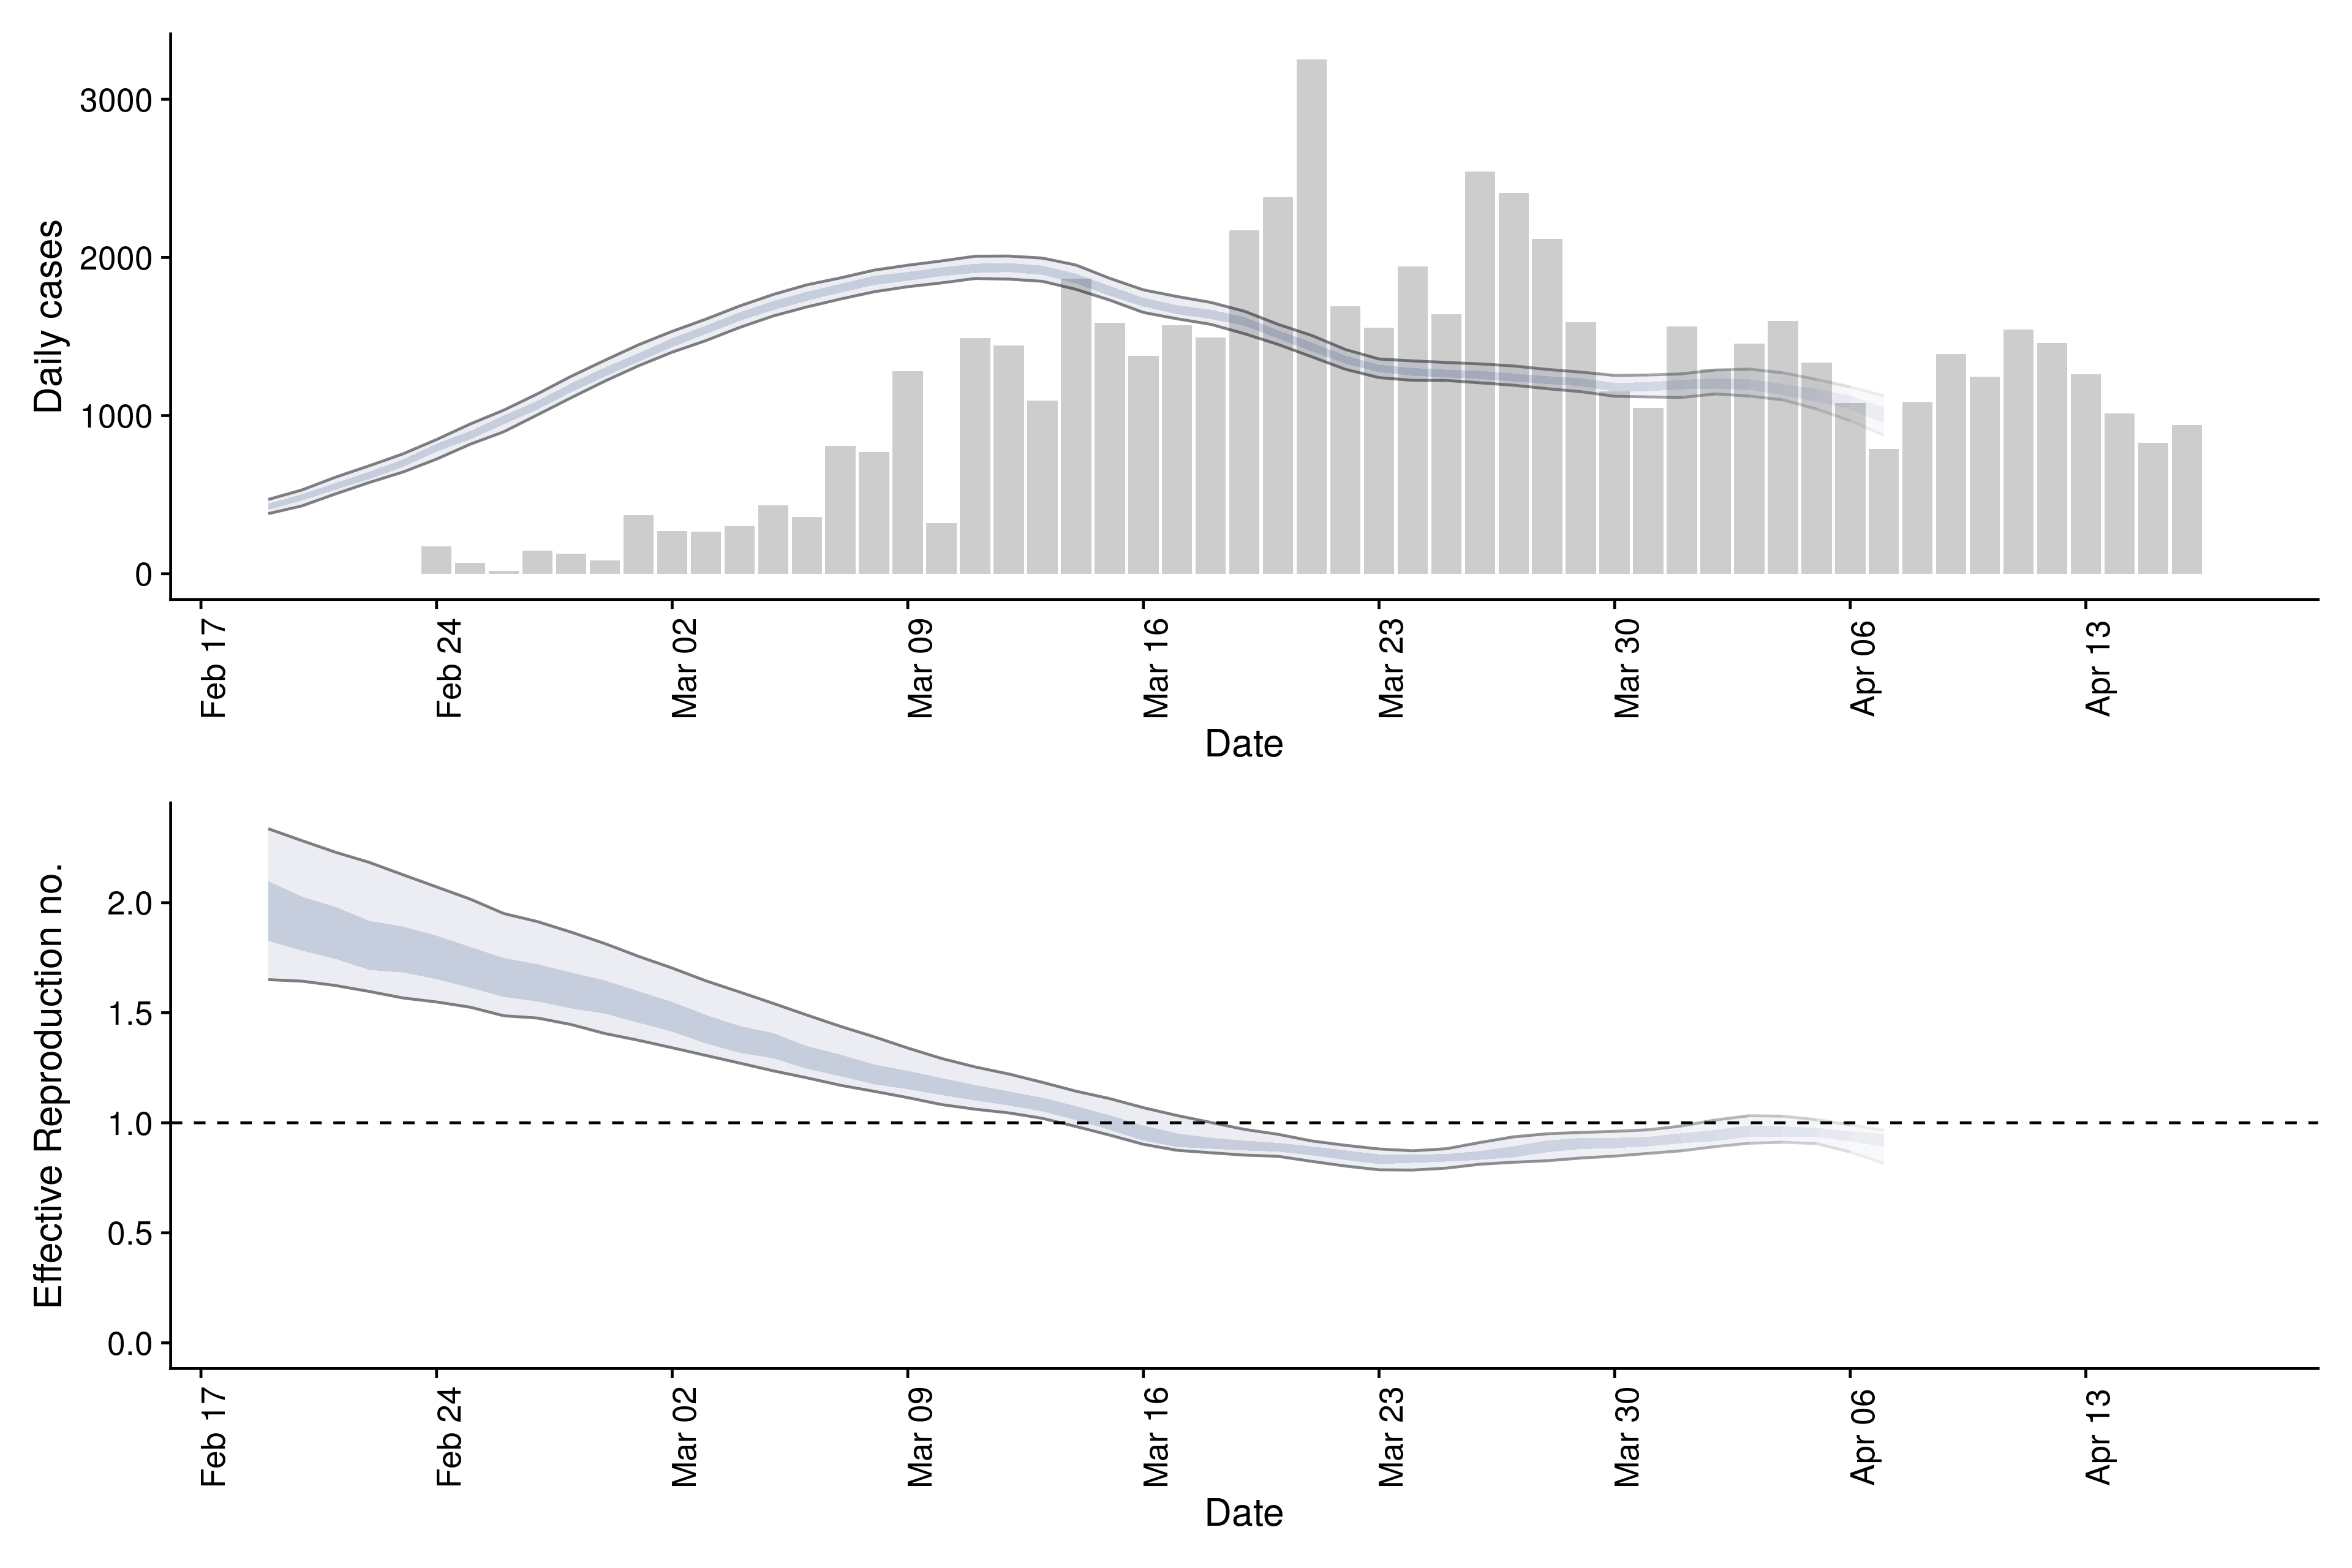 Daily cases
3000
2000
1000
0
Feb 17
Feb 24
Mar 02
Mar 09
Mar 16
Mar 23
Mar 30
Apr 06
Apr 13
Date
Effective Reproduction no.
2.0
1.5
1.0
0.5
0.0
Feb 17
Feb 24
Mar 02
Mar 09
Mar 16
Mar 23
Mar 30
Apr 06
Apr 13
Date